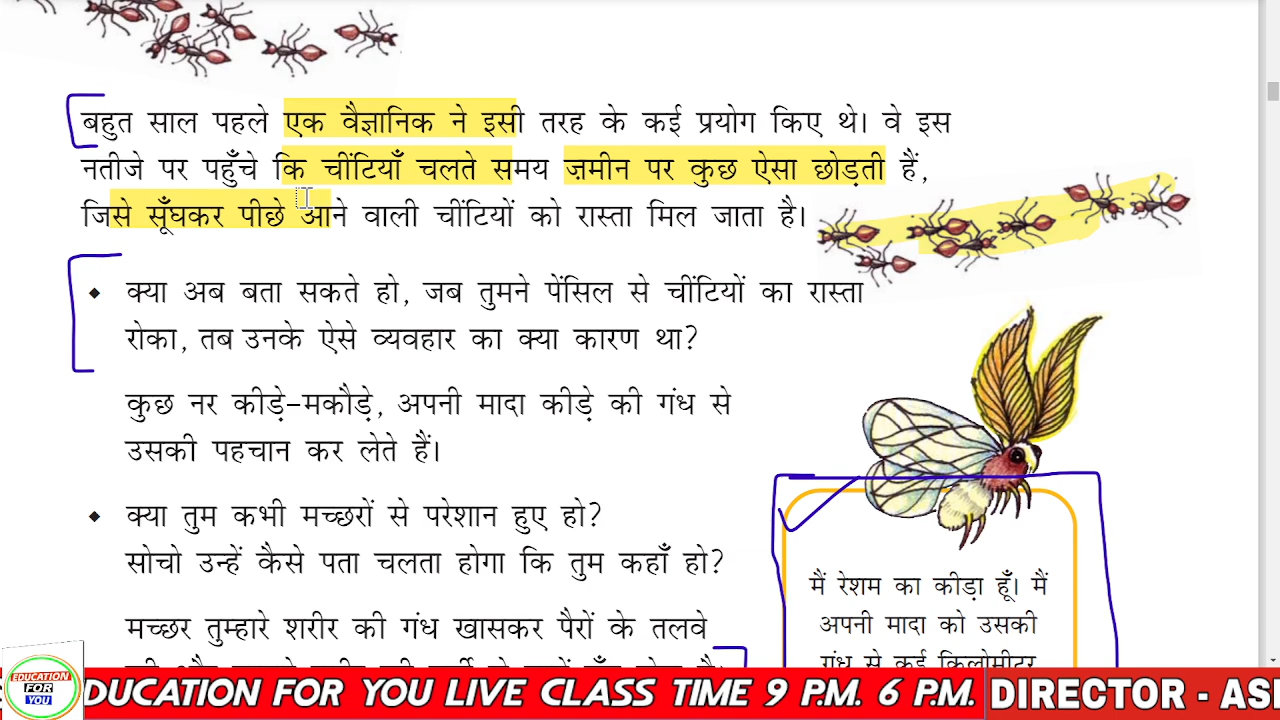 बहुत साल पहले एक वैज्ञानिक ने इसी तरह के कई प्रयोग किए थे। वे इस
नतीजे पर पहुँचे कि चींटियाँ चलते समय ज़मीन पर कुछ ऐसा छोड़ती हैं,
जिसे सूँघकर पीछे आने वाली चींटियों को रास्ता मिल जाता है।
◆ क्या अब बता सकते हो, जब तुमने पेंसिल से चींटियों का रास्ता
रोका, तब उनके ऐसे व्यवहार का क्या कारण था?
कुछ नर कीड़े-मकौड़े, अपनी मादा कीड़े की गंध से
उसकी पहचान कर लेते हैं।
◆ क्या तुम कभी मच्छरों से परेशान हुए हो?
सोचो उन्हें कैसे पता चलता होगा कि तुम कहाँ हो?
मच्छर तुम्हारे शरीर की गंध खासकर पैरों के तलवे
मैं रेशम का कीड़ा हूँ। मैं
अपनी मादा को उसकी
गंध से कई किलोमीटर
EDUCATION
FOR
YOU
DUCATION FOR YOU LIVE CLASS TIME 9 P.M. 6 P.M.
DIRECTOR - ASI